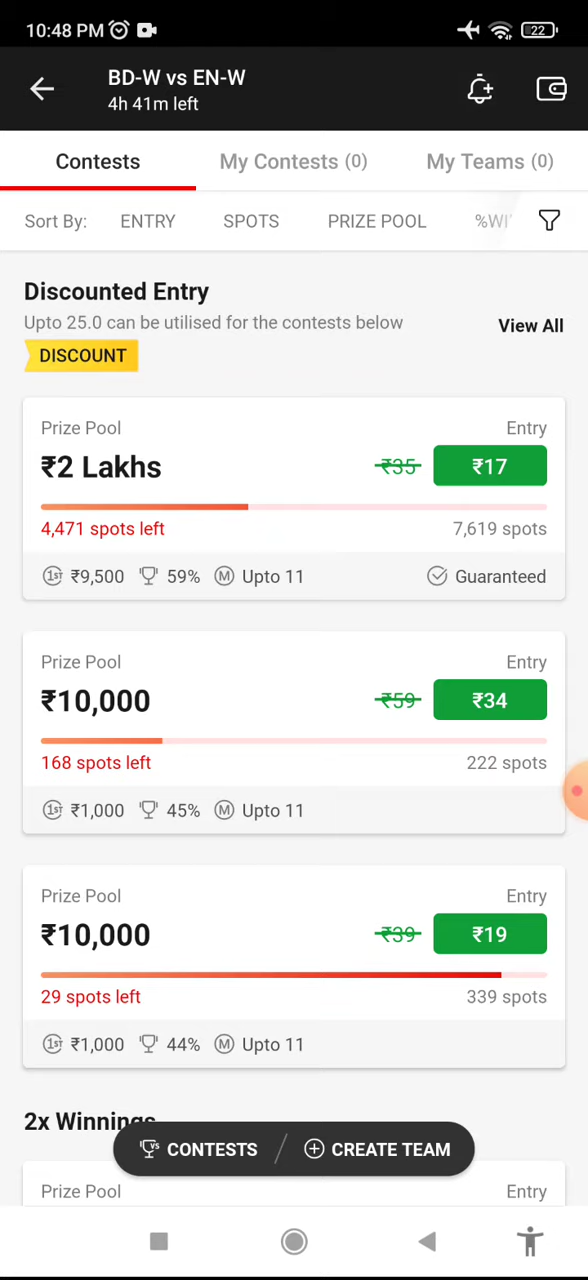 10:48 PM 22
BD-W vs EN-W
4h 41m left
Contests My Contests (0) My Teams (0)
Sort By: ENTRY SPOTS PRIZE POOL
Discounted Entry
Upto 25.0 can be utilised for the contests below View All
DISCOUNT
Prize Pool Entry
₹2 Lakhs ₹35 ₹17
4,471 spots left 7,619 spots
1st ₹9,500 59% M Upto 11 Guaranteed
Prize Pool Entry
₹10,000 ₹59 ₹34
168 spots left 222 spots
1st ₹1,000 45% M Upto 11
Prize Pool Entry
₹10,000 ₹39 ₹19
29 spots left 339 spots
1st ₹1,000 44% M Upto 11
2x Winnings
VS CONTESTS / CREATE TEAM
Prize Pool Entry